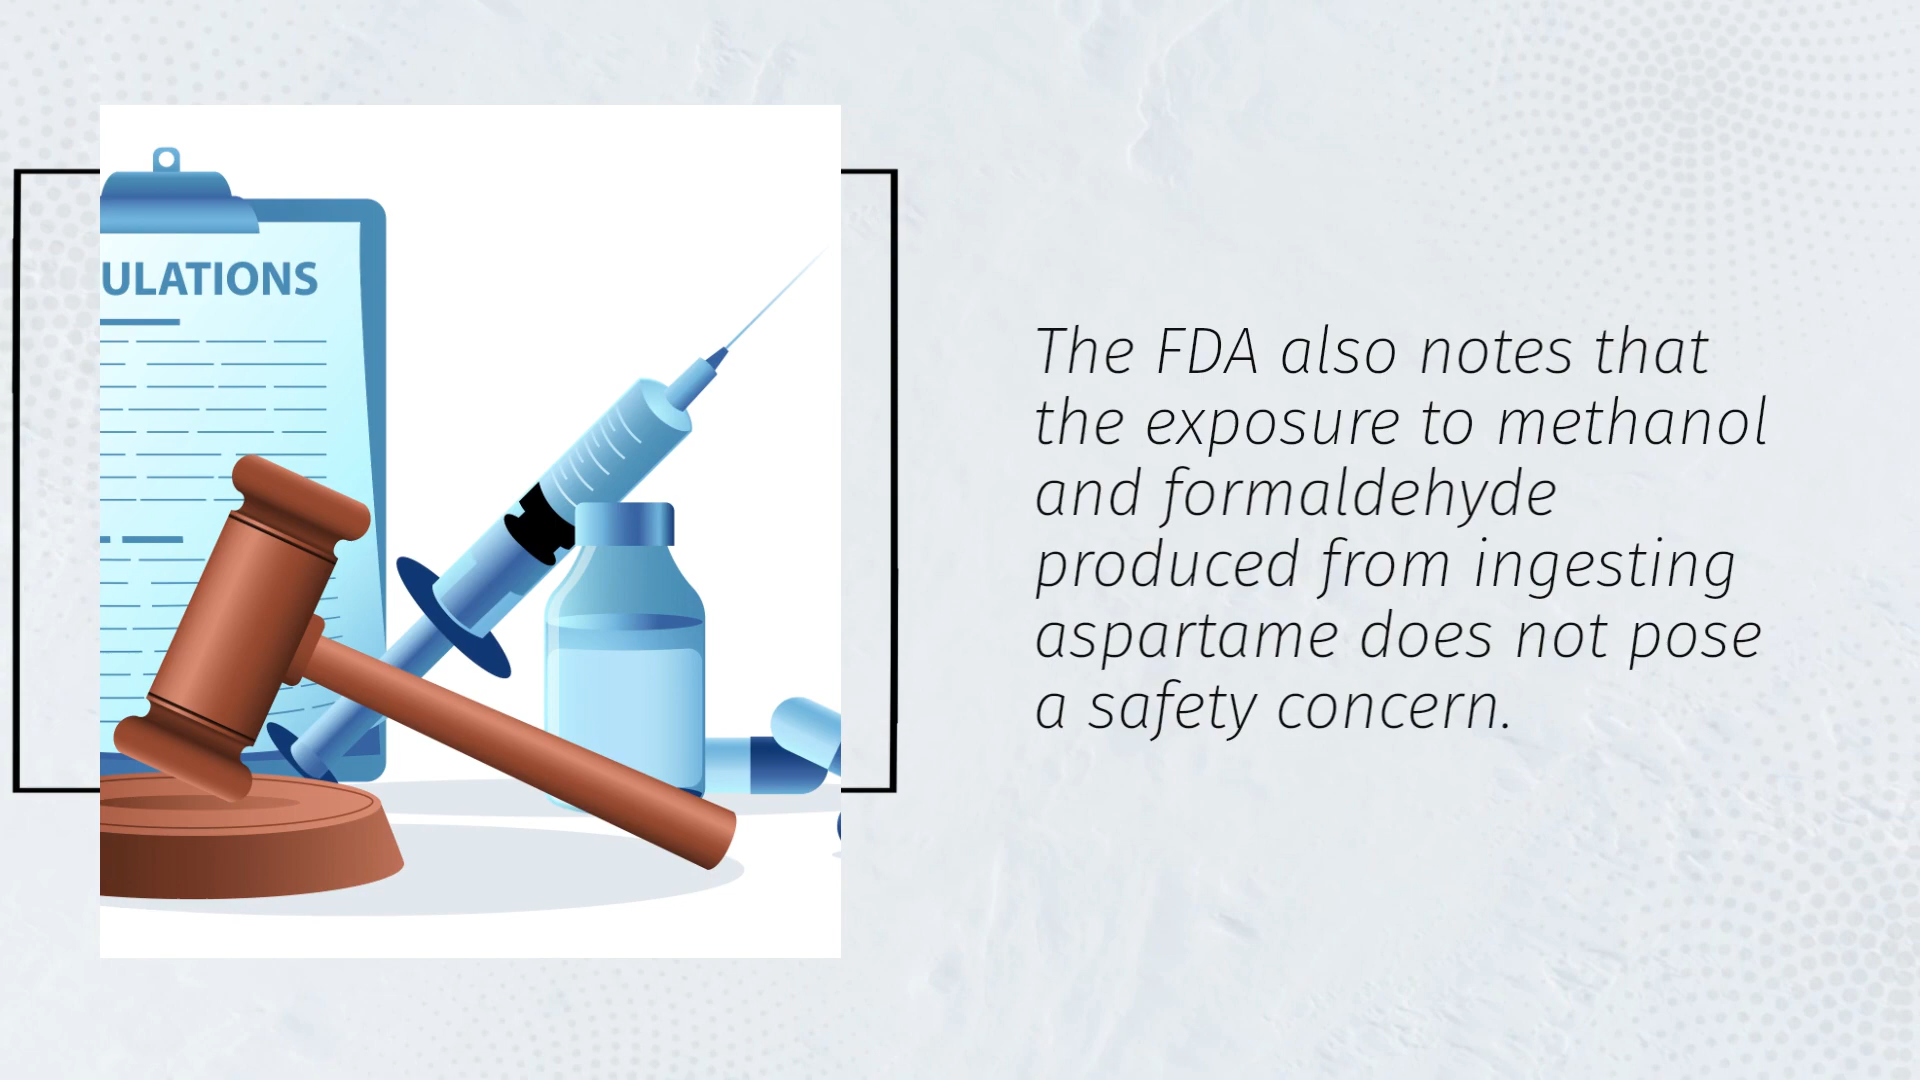 ULATIONS
The FDA also notes that
the exposure to methanol
and formaldehyde
produced from ingesting
aspartame does not pose
a safety concern.